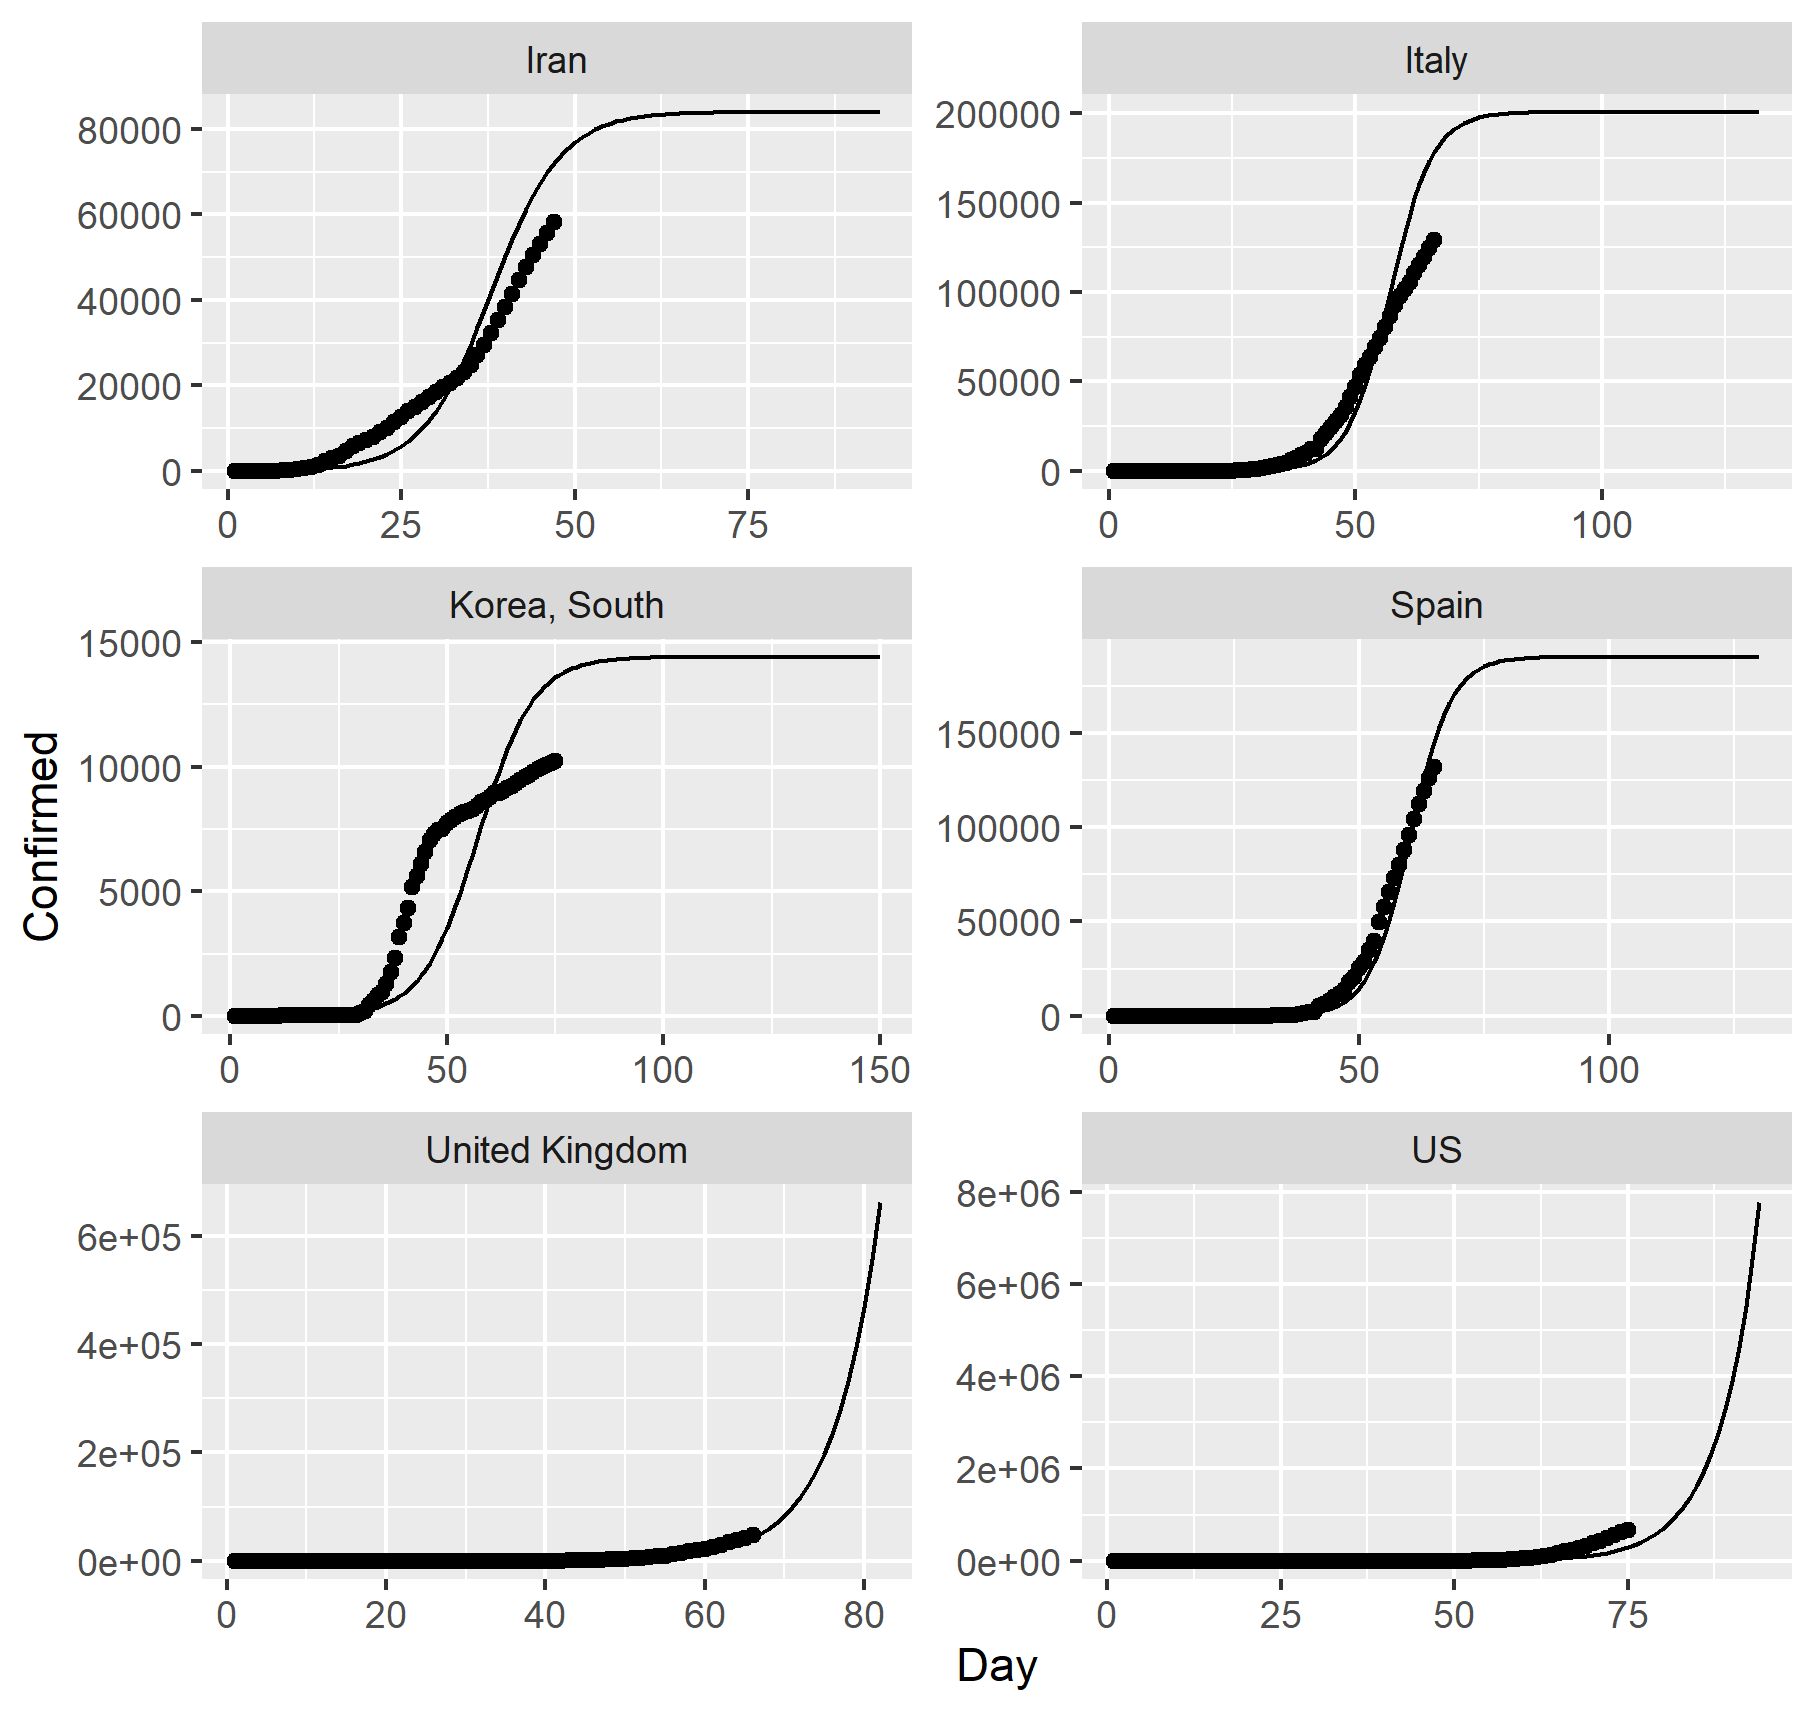 Iran
Italy
80000
60000
40000
20000
0
0 25 50 75
200000
150000
100000
50000
0
0 50 100
Korea, South
Spain
15000
10000
5000
0
0 50 100 150
150000
100000
50000
0
0 50 100
United Kingdom
US
6e+05
4e+05
2e+05
0e+00
0 20 40 60 80
8e+06
6e+06
4e+06
2e+06
0e+00
0 25 50 75
Confirmed
Day